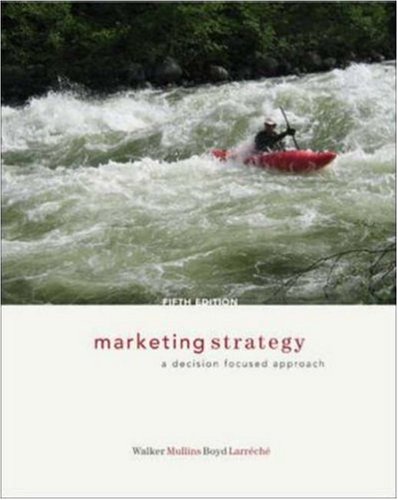 FIFTH EDITION
marketing strategy
a decision focused approach
Walker Mullins Boyd Larréché